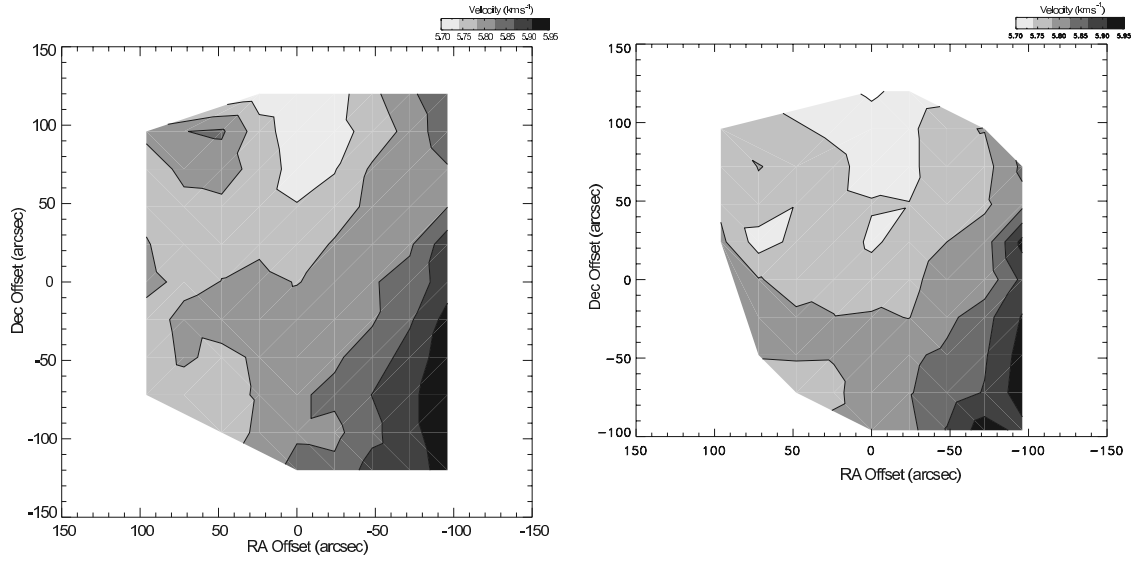 Velocity (kms⁻¹)
5.70 5.75 5.80 5.85 5.90 5.95
150
100
50
0
-50
-100
-150
Dec Offset (arcsec)
150 100 50 0 -50 -100 -150
RA Offset (arcsec)
Velocity (kms⁻¹)
5.70 5.75 5.80 5.85 5.90 5.95
150
100
50
0
−50
−100
Dec Offset (arcsec)
150 100 50 0 −50 −100 −150
RA Offset (arcsec)